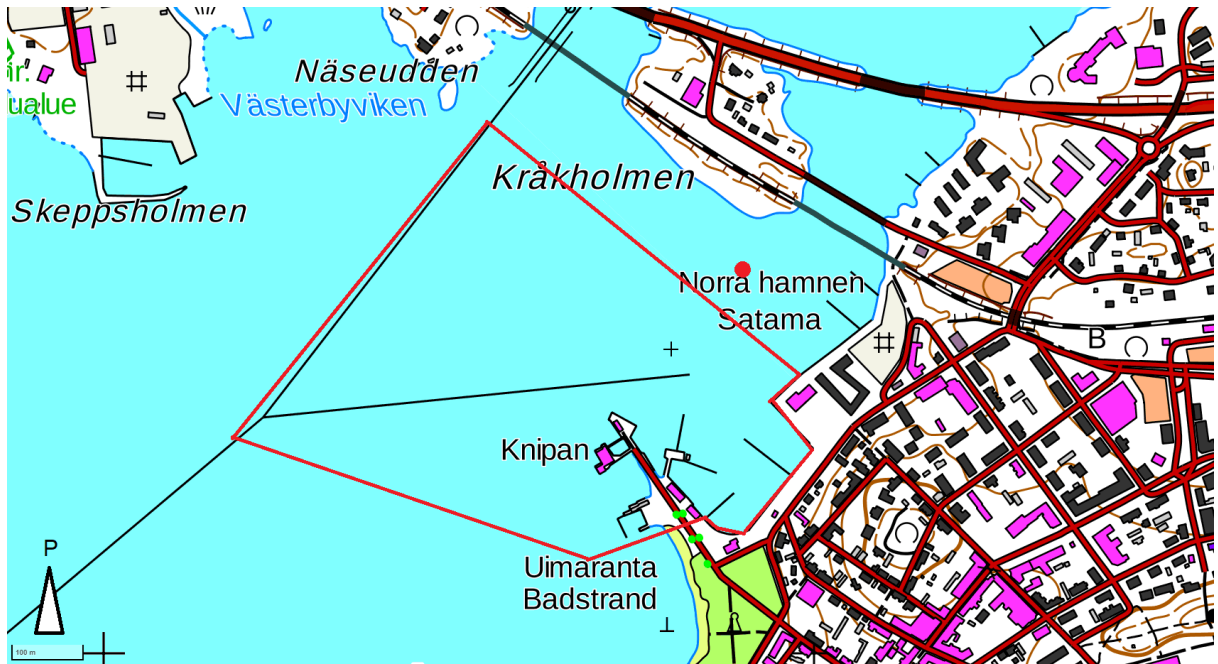 Näseudden
Västerbyviken
ualue
Kråkholmen
Skeppsholmen
Norra hamnen
Satama
B
Knipan
P
Uimaranta
Badstrand
100 m